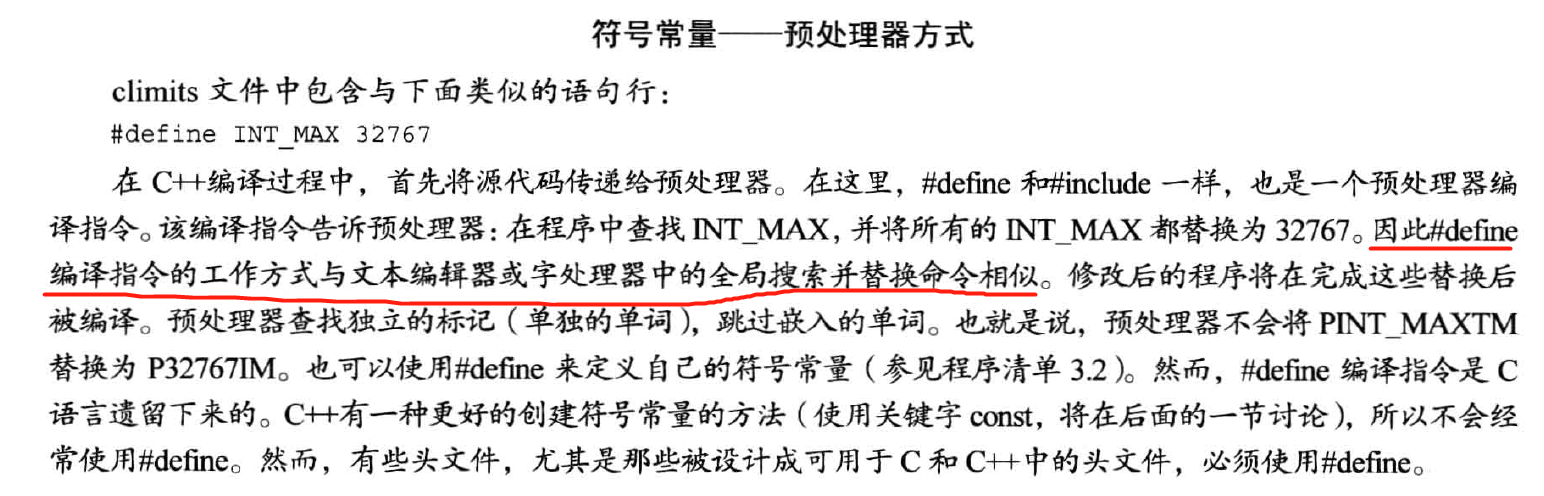 符号常量——预处理器方式
climits 文件中包含与下面类似的语句行：
#define INT_MAX 32767
在 C++编译过程中，首先将源代码传递给预处理器。在这里，#define 和#include 一样，也是一个预处理器编
译指令。该编译指令告诉预处理器：在程序中查找 INT_MAX，并将所有的 INT_MAX 都替换为 32767。因此#define
编译指令的工作方式与文本编辑器或字处理器中的全局搜索并替换命令相似。修改后的程序将在完成这些替换后
被编译。预处理器查找独立的标记（单独的单词），跳过嵌入的单词。也就是说，预处理器不会将 PINT_MAXTM
替换为 P32767IM。也可以使用#define 来定义自己的符号常量（参见程序清单 3.2）。然而，#define 编译指令是 C
语言遗留下来的。C++有一种更好的创建符号常量的方法（使用关键字 const，将在后面的一节讨论），所以不会经
常使用#define。然而，有些头文件，尤其是那些被设计成可用于 C 和 C++中的头文件，必须使用#define。